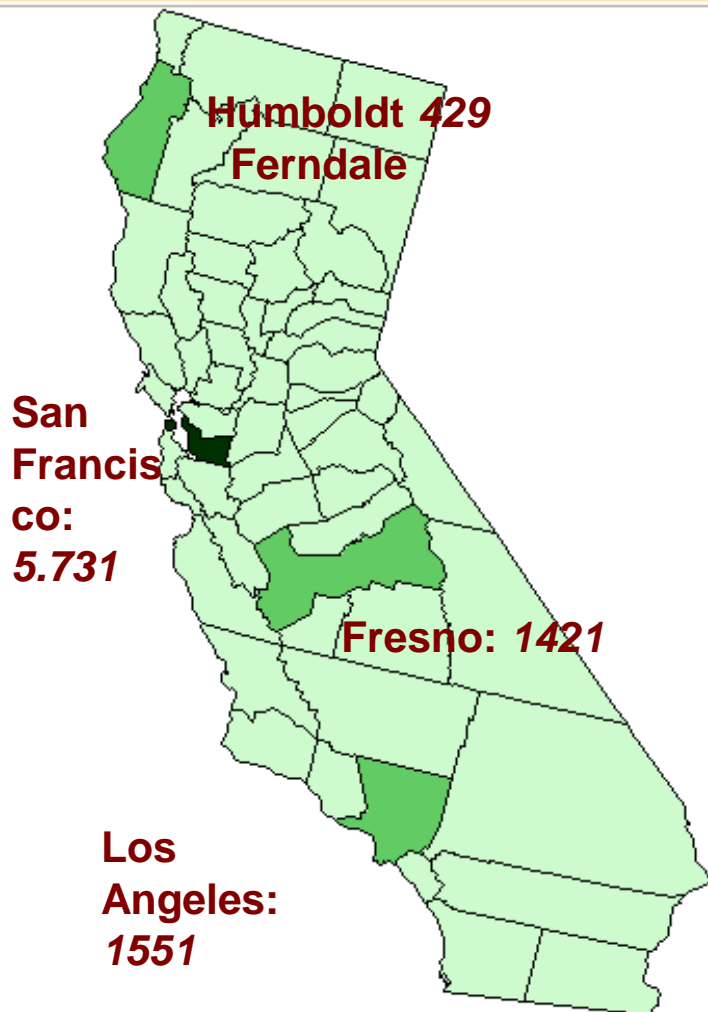 Humboldt 429
Ferndale
San
Francis
co:
5.731
Fresno: 1421
Los
Angeles:
1551